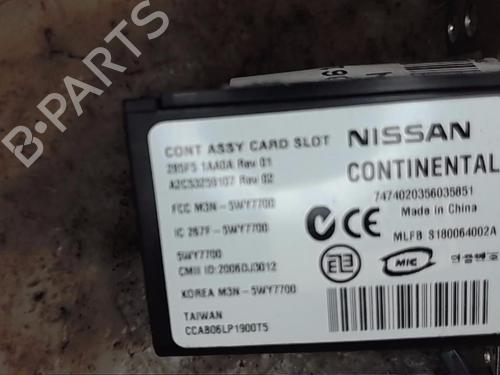 B-PARTS
CONT ASSY CARD SLOT
NISSAN
285F5 1AA0A Rev 01
CONTINENTAL
A2C53259107 Rev 02
7474020356035851
Made in China
FCC M3N-5WY7700
CE
MLFB S180064002A
IC 267F-5WY7700
5WY7700
CMII ID:2006DJ3012
MIC
KOREA M3N-5WY7700
TAIWAN
CCAB06LP1900T5